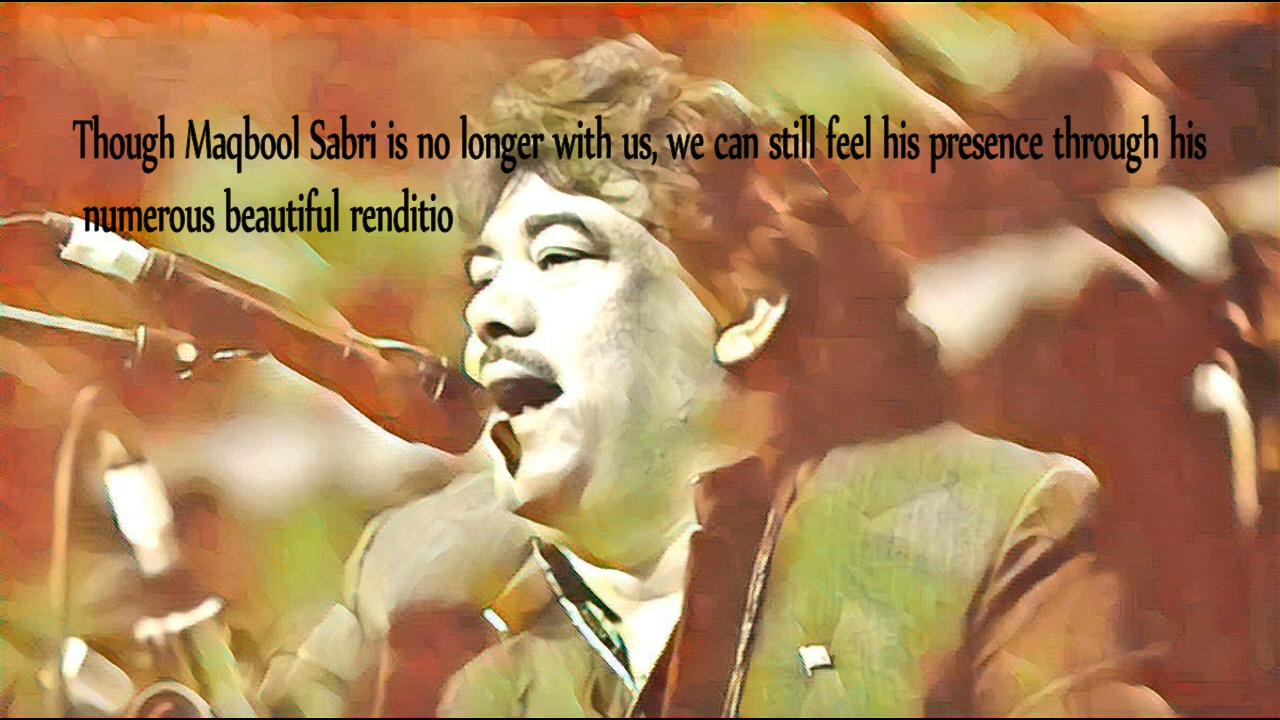 Though Maqbool Sabri is no longer with us, we can still feel his presence through his
numerous beautiful renditio